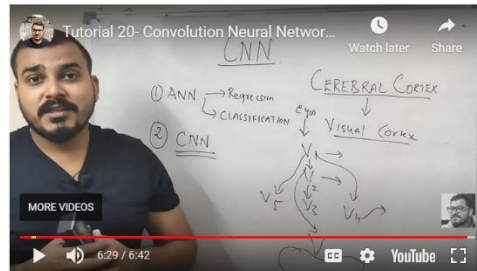 Tutorial 20- Convolution Neural Networ...
Watch later
Share
CNN
① ANN → Regression
→ CLASSIFICATION
② CNN
CEREBRAL CORTEX
eyes
Visual Cortex
V1
V2
V3
V5
V4
V
MORE VIDEOS
6:29 / 6:42
CC
YouTube